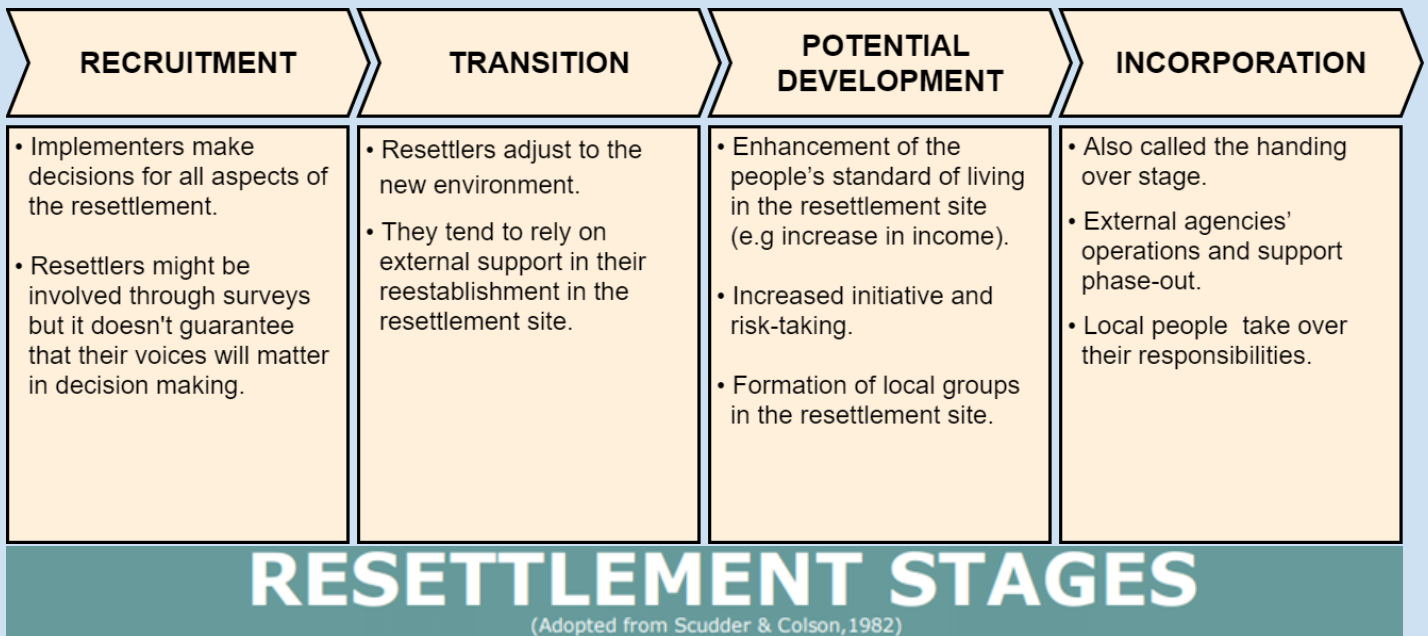 RECRUITMENT
• Implementers make
decisions for all aspects of
the resettlement.
• Resettlers might be
involved through surveys
but it doesn't guarantee
that their voices will matter
in decision making.
TRANSITION
• Resettlers adjust to the
new environment.
• They tend to rely on
external support in their
reestablishment in the
resettlement site.
POTENTIAL
DEVELOPMENT
• Enhancement of the
people’s standard of living
in the resettlement site
(e.g increase in income).
• Increased initiative and
risk-taking.
• Formation of local groups
in the resettlement site.
INCORPORATION
• Also called the handing
over stage.
• External agencies’
operations and support
phase-out.
• Local people take over
their responsibilities.
RESETTLEMENT STAGES
(Adopted from Scudder & Colson,1982)